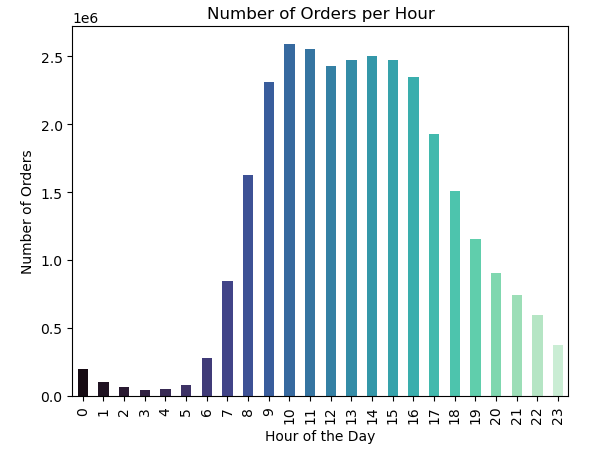 Number of Orders per Hour
1e6
2.5
2.0
1.5
1.0
0.5
0.0
Number of Orders
0 1 2 3 4 5 6 7 8 9 10 11 12 13 14 15 16 17 18 19 20 21 22 23
Hour of the Day